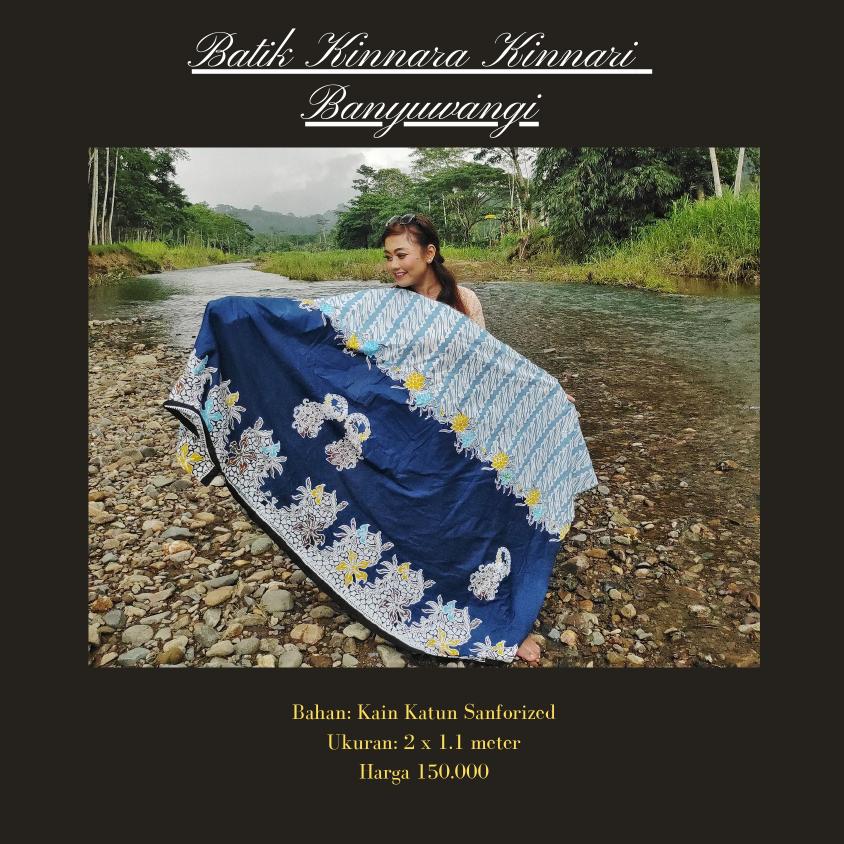 Batik Kinnara Kinnari
Banyuwangi
Bahan: Kain Katun Sanforized
Ukuran: 2 x 1.1 meter
Harga 150.000